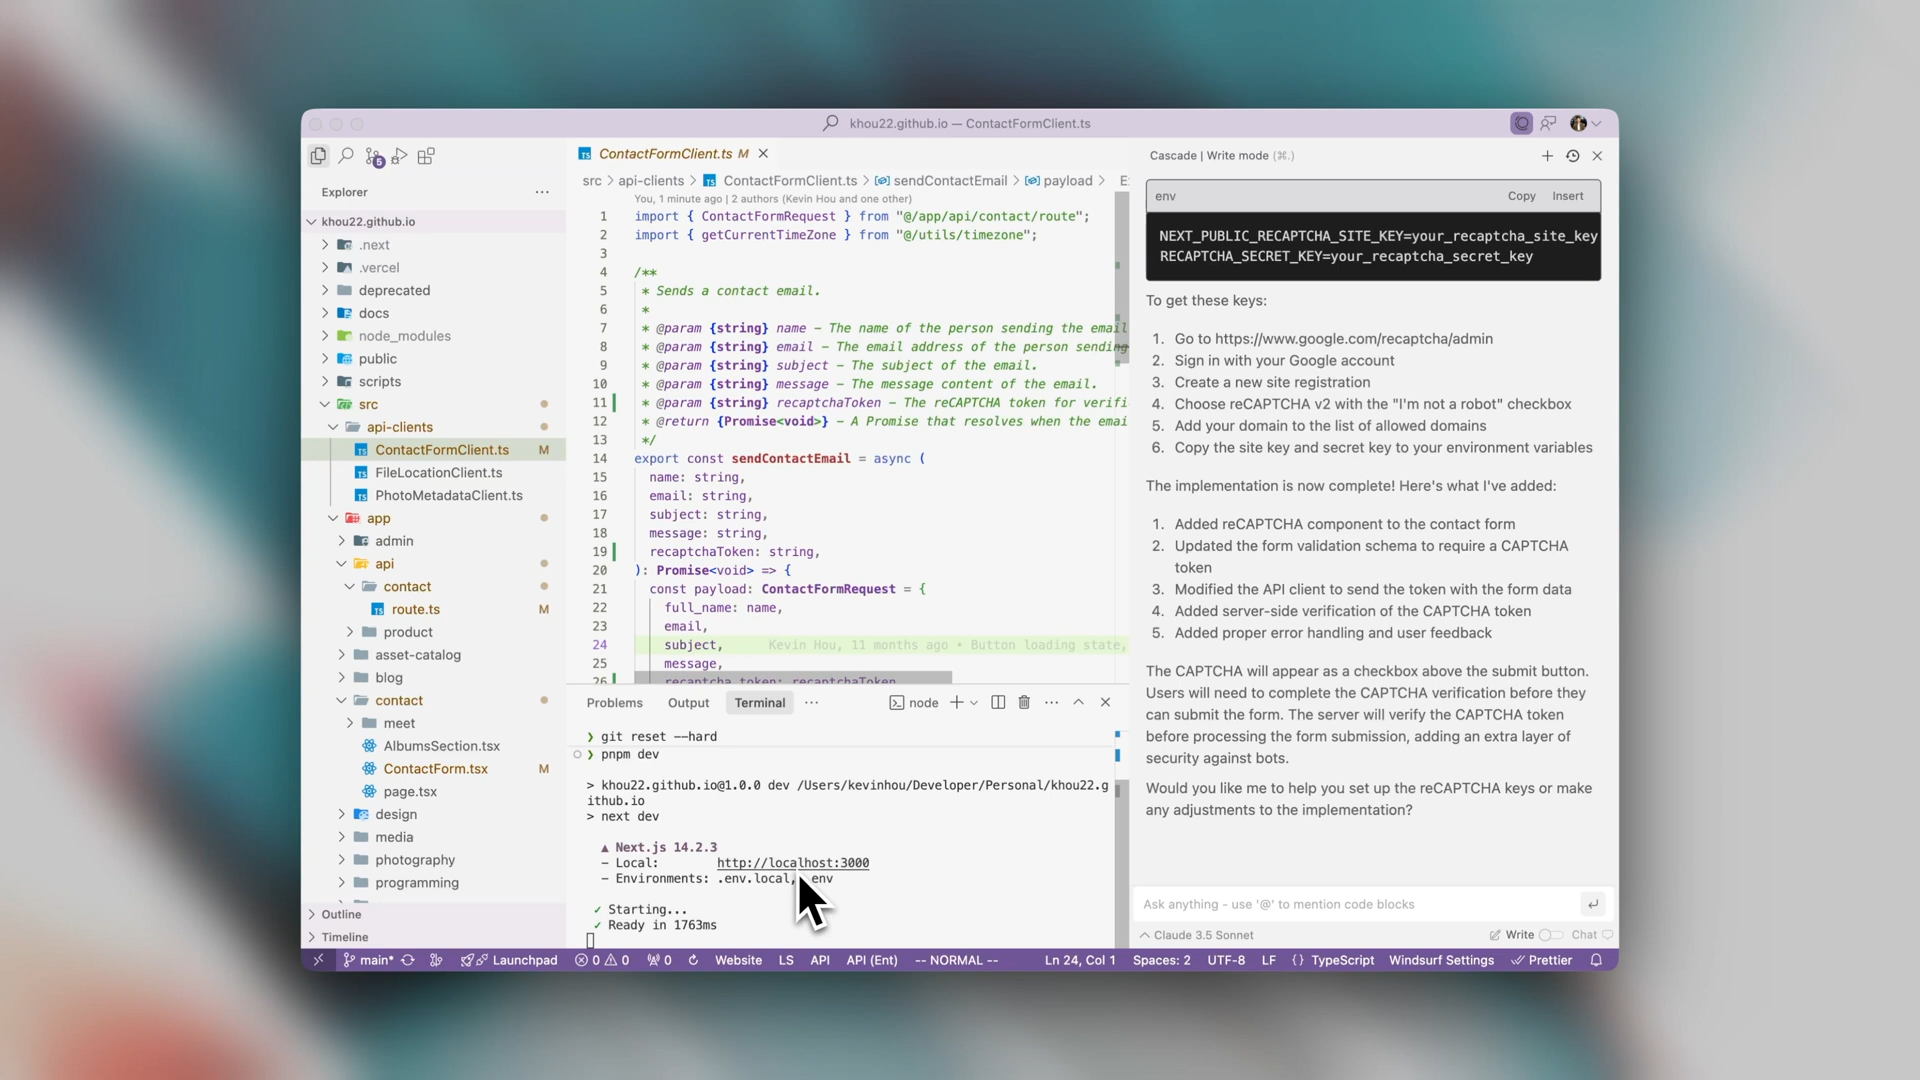 khou22.github.io — ContactFormClient.ts
5
Explorer
khou22.github.io
.next
.vercel
deprecated
docs
node_modules
public
scripts
src
api-clients
ContactFormClient.ts M
FileLocationClient.ts
PhotoMetadataClient.ts
app
admin
api
contact
route.ts M
product
asset-catalog
blog
contact
meet
AlbumsSection.tsx
ContactForm.tsx M
page.tsx
design
media
photography
programming
Outline
Timeline
ContactFormClient.ts M
src > api-clients > ContactFormClient.ts > sendContactEmail > payload >
You, 1 minute ago | 2 authors (Kevin Hou and one other)
1 import { ContactFormRequest } from "@/app/api/contact/route";
2 import { getCurrentTimeZone } from "@/utils/timezone";
3
4 /**
5 * Sends a contact email.
6 *
7 * @param {string} name – The name of the person sending the email
8 * @param {string} email – The email address of the person sending
9 * @param {string} subject – The subject of the email.
10 * @param {string} message – The message content of the email.
11 * @param {string} recaptchaToken – The reCAPTCHA token for verifi
12 * @return {Promise<void>} – A Promise that resolves when the emai
13 */
14 export const sendContactEmail = async (
15 name: string,
16 email: string,
17 subject: string,
18 message: string,
19 recaptchaToken: string,
20 ): Promise<void> => {
21 const payload: ContactFormRequest = {
22 full_name: name,
23 email,
24 subject, Kevin Hou, 11 months ago • Button loading state,
25 message,
26 recaptcha_token: recaptchaToken
Problems Output Terminal ··· node
❯ git reset --hard
❯ pnpm dev
> khou22.github.io@1.0.0 dev /Users/kevinhou/Developer/Personal/khou22.g
ithub.io
> next dev
▲ Next.js 14.2.3
– Local: http://localhost:3000
– Environments: .env.local, .env
✓ Starting...
✓ Ready in 1763ms
Cascade | Write mode (⌘.)
env Copy Insert
NEXT_PUBLIC_RECAPTCHA_SITE_KEY=your_recaptcha_site_key
RECAPTCHA_SECRET_KEY=your_recaptcha_secret_key
To get these keys:
1. Go to https://www.google.com/recaptcha/admin
2. Sign in with your Google account
3. Create a new site registration
4. Choose reCAPTCHA v2 with the "I'm not a robot" checkbox
5. Add your domain to the list of allowed domains
6. Copy the site key and secret key to your environment variables
The implementation is now complete! Here's what I've added:
1. Added reCAPTCHA component to the contact form
2. Updated the form validation schema to require a CAPTCHA
token
3. Modified the API client to send the token with the form data
4. Added server-side verification of the CAPTCHA token
5. Added proper error handling and user feedback
The CAPTCHA will appear as a checkbox above the submit button.
Users will need to complete the CAPTCHA verification before they
can submit the form. The server will verify the CAPTCHA token
before processing the form submission, adding an extra layer of
security against bots.
Would you like me to help you set up the reCAPTCHA keys or make
any adjustments to the implementation?
Ask anything - use '@' to mention code blocks
Claude 3.5 Sonnet Write Chat
main* Launchpad 0 0 0 Website LS API API (Ent) -- NORMAL -- Ln 24, Col 1 Spaces: 2 UTF-8 LF {} TypeScript Windsurf Settings Prettier